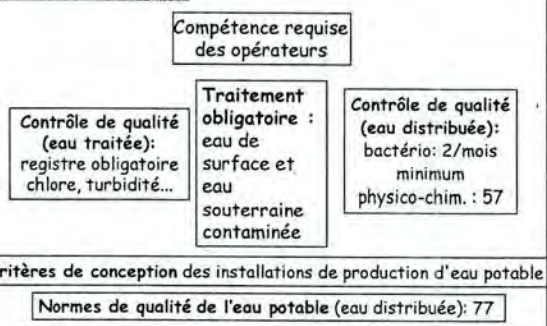 Compétence requise
des opérateurs
Contrôle de qualité
(eau traitée):
registre obligatoire
chlore, turbidité...
Traitement
obligatoire :
eau de
surface et
eau
souterraine
contaminée
Contrôle de qualité
(eau distribuée):
bactério: 2/mois
minimum
physico-chim. : 57
ritères de conception des installations de production d'eau potable
Normes de qualité de l'eau potable (eau distribuée): 77